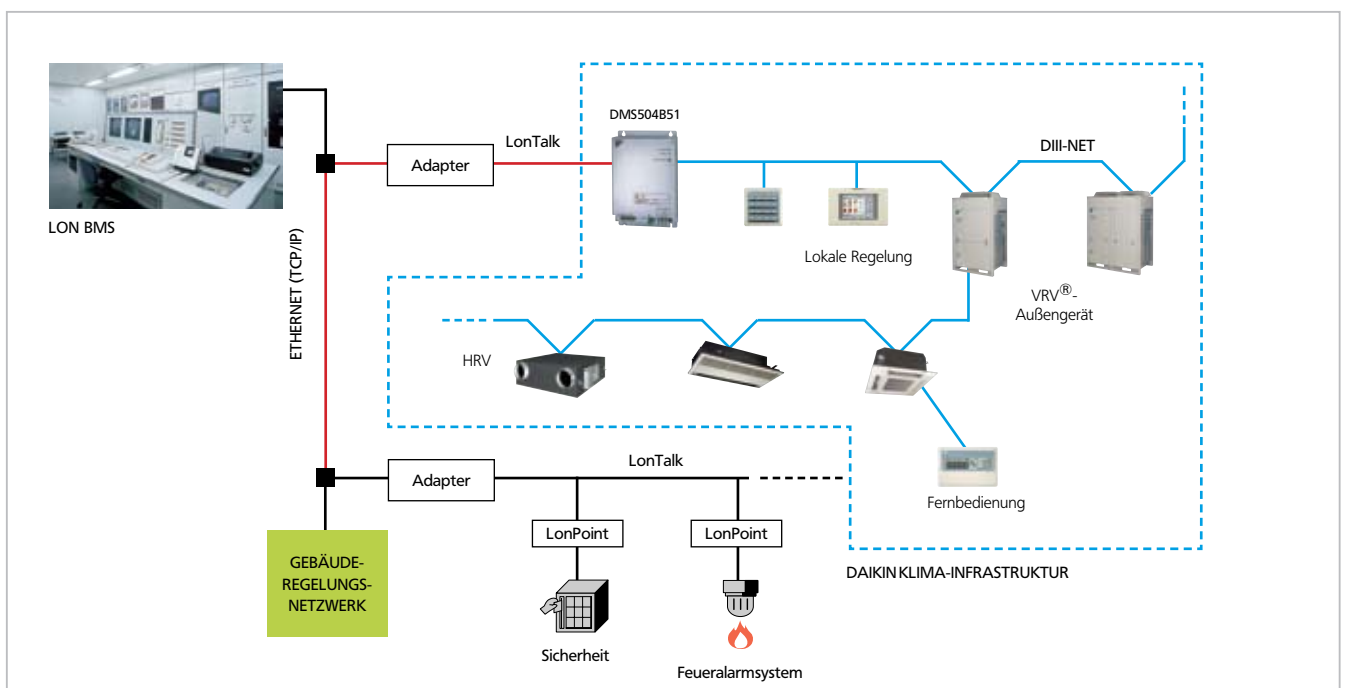 DMS504B51
LonTalk
Adapter
DIII-NET
LON BMS
Lokale Regelung
ETHERNET (TCP/IP)
VRV®-
Außengerät
HRV
LonTalk
Adapter
Fernbedienung
LonPoint
LonPoint
GEBÄUDE-
REGELUNGS-
NETZWERK
DAIKIN KLIMA-INFRASTRUKTUR
Sicherheit
Feueralarmsystem